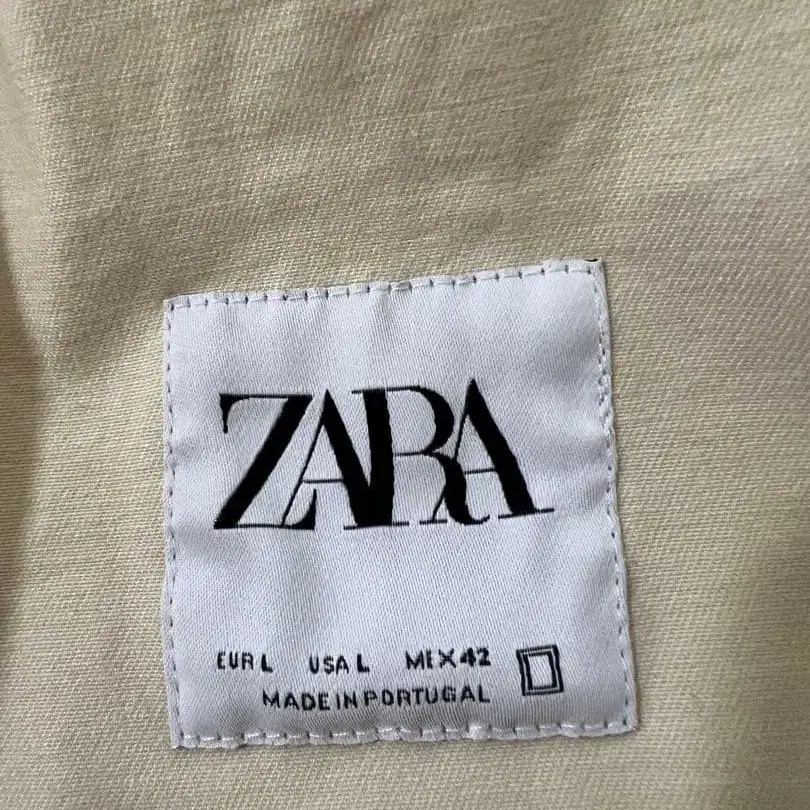 ZARA
EUR L USA L MEX 42
MADE IN PORTUGAL